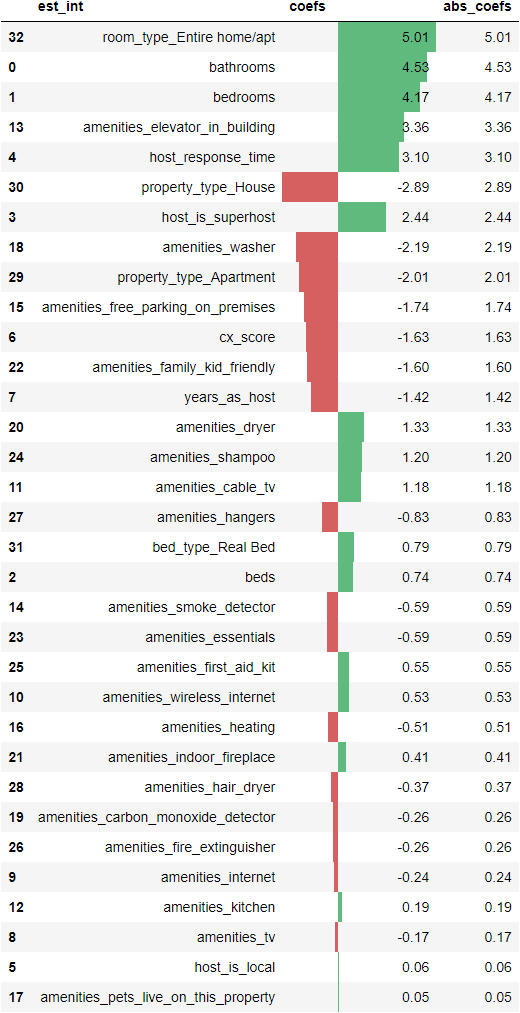 est_int coefs abs_coefs
32 room_type_Entire home/apt 5.01 5.01
0 bathrooms 4.53 4.53
1 bedrooms 4.17 4.17
13 amenities_elevator_in_building 3.36 3.36
4 host_response_time 3.10 3.10
30 property_type_House -2.89 2.89
3 host_is_superhost 2.44 2.44
18 amenities_washer -2.19 2.19
29 property_type_Apartment -2.01 2.01
15 amenities_free_parking_on_premises -1.74 1.74
6 cx_score -1.63 1.63
22 amenities_family_kid_friendly -1.60 1.60
7 years_as_host -1.42 1.42
20 amenities_dryer 1.33 1.33
24 amenities_shampoo 1.20 1.20
11 amenities_cable_tv 1.18 1.18
27 amenities_hangers -0.83 0.83
31 bed_type_Real Bed 0.79 0.79
2 beds 0.74 0.74
14 amenities_smoke_detector -0.59 0.59
23 amenities_essentials -0.59 0.59
25 amenities_first_aid_kit 0.55 0.55
10 amenities_wireless_internet 0.53 0.53
16 amenities_heating -0.51 0.51
21 amenities_indoor_fireplace 0.41 0.41
28 amenities_hair_dryer -0.37 0.37
19 amenities_carbon_monoxide_detector -0.26 0.26
26 amenities_fire_extinguisher -0.26 0.26
9 amenities_internet -0.24 0.24
12 amenities_kitchen 0.19 0.19
8 amenities_tv -0.17 0.17
5 host_is_local 0.06 0.06
17 amenities_pets_live_on_this_property 0.05 0.05